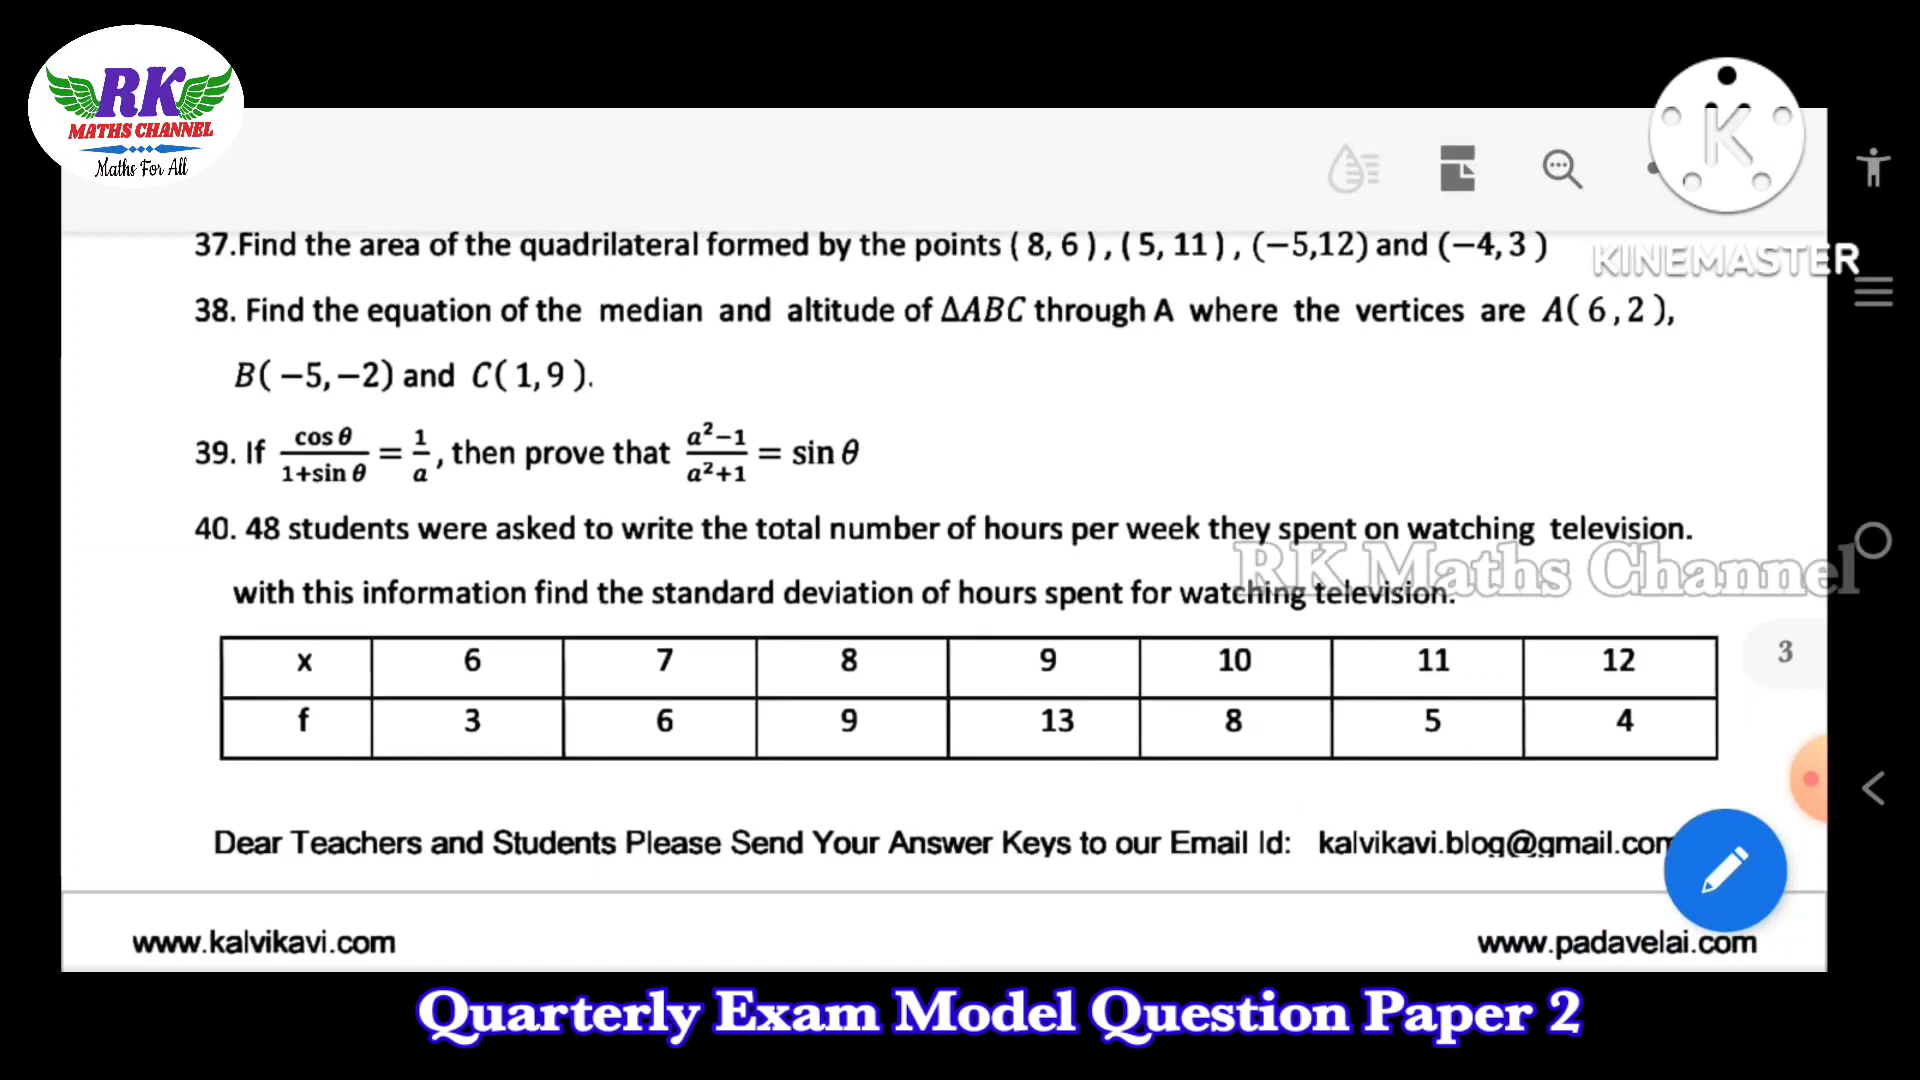 RK
MATHS CHANNEL
Maths For All
K
KINEMASTER
37.Find the area of the quadrilateral formed by the points ( 8, 6 ) , ( 5, 11 ) , (−5,12) and (−4, 3 )
38. Find the equation of the median and altitude of ΔABC through A where the vertices are A( 6 , 2 ),
B( −5, −2) and C( 1, 9 ).
39. If cos θ / 1+sin θ = 1/a , then prove that a²−1 / a²+1 = sin θ
40. 48 students were asked to write the total number of hours per week they spent on watching television.
RK Maths Channel
with this information find the standard deviation of hours spent for watching television.
x 6 7 8 9 10 11 12
3
f 3 6 9 13 8 5 4
Dear Teachers and Students Please Send Your Answer Keys to our Email Id: kalvikavi.blog@gmail.com
www.kalvikavi.com www.padavelai.com
Quarterly Exam Model Question Paper 2